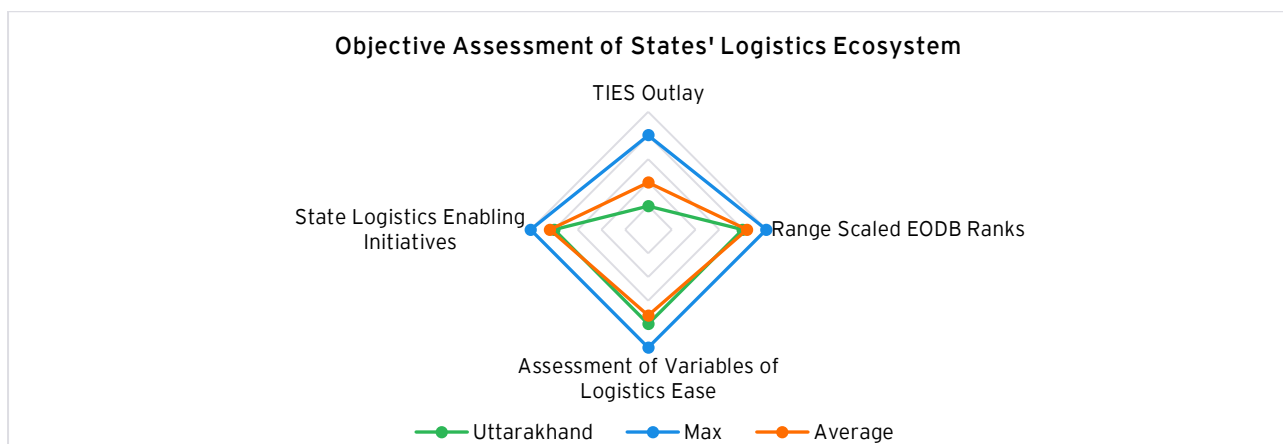 Objective Assessment of States' Logistics Ecosystem
TIES Outlay
State Logistics Enabling
Initiatives
Range Scaled EODB Ranks
Assessment of Variables of
Logistics Ease
Uttarakhand
Max
Average